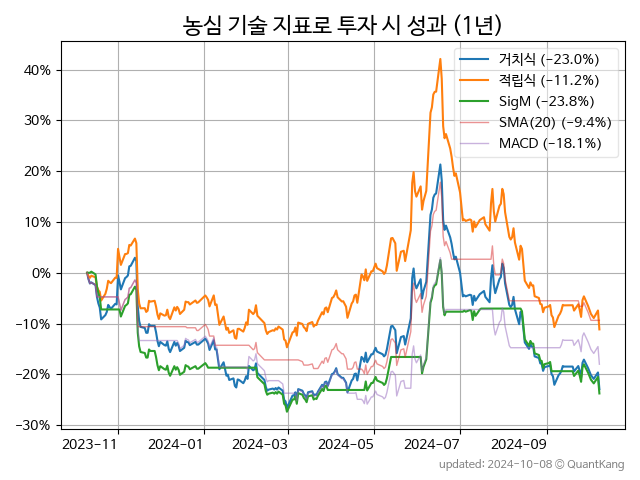 농심 기술 지표로 투자 시 성과 (1년)
거치식 (−23.0%)
적립식 (−11.2%)
SigM (−23.8%)
SMA(20) (−9.4%)
MACD (−18.1%)
40%
30%
20%
10%
0%
−10%
−20%
−30%
2023−11
2024−01
2024−03
2024−05
2024−07
2024−09
updated: 2024-10-08 © QuantKang